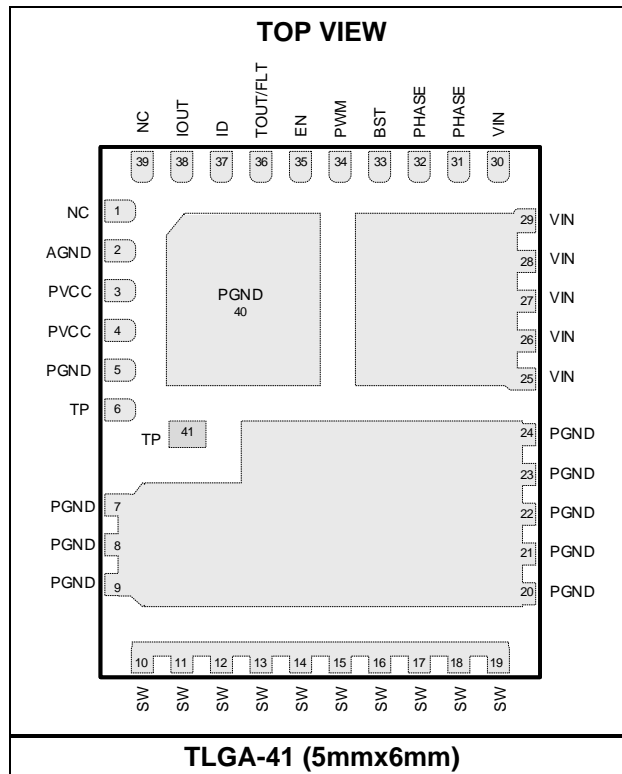 TOP VIEW
NC IOUT ID TOUT/FLT EN PWM BST PHASE PHASE VIN
39 38 37 36 35 34 33 32 31 30
NC 1
AGND 2
PVCC 3
PVCC 4
PGND 5
TP 6
PGND
40
29 VIN
28 VIN
27 VIN
26 VIN
25 VIN
TP 41
24 PGND
23 PGND
22 PGND
21 PGND
20 PGND
PGND 7
PGND 8
PGND 9
10 11 12 13 14 15 16 17 18 19
SW SW SW SW SW SW SW SW SW SW
TLGA-41 (5mmx6mm)